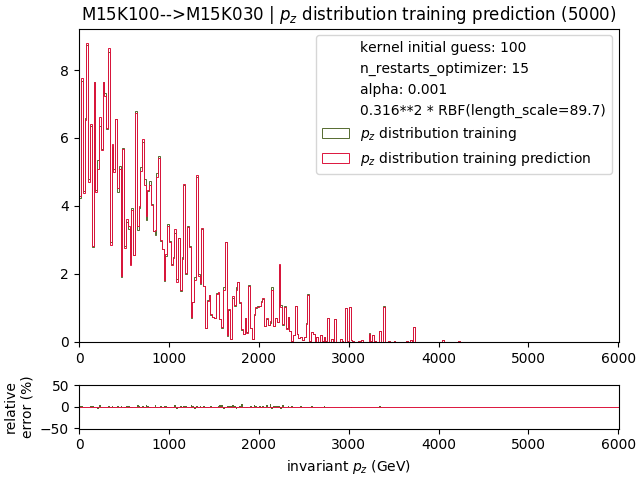 M15K100-->M15K030 | p_z distribution training prediction (5000)
kernel initial guess: 100
n_restarts_optimizer: 15
alpha: 0.001
0.316**2 * RBF(length_scale=89.7)
p_z distribution training
p_z distribution training prediction
8
6
4
2
0
0 1000 2000 3000 4000 5000 6000
relative
error (%)
50
0
−50
0 1000 2000 3000 4000 5000 6000
invariant p_z (GeV)